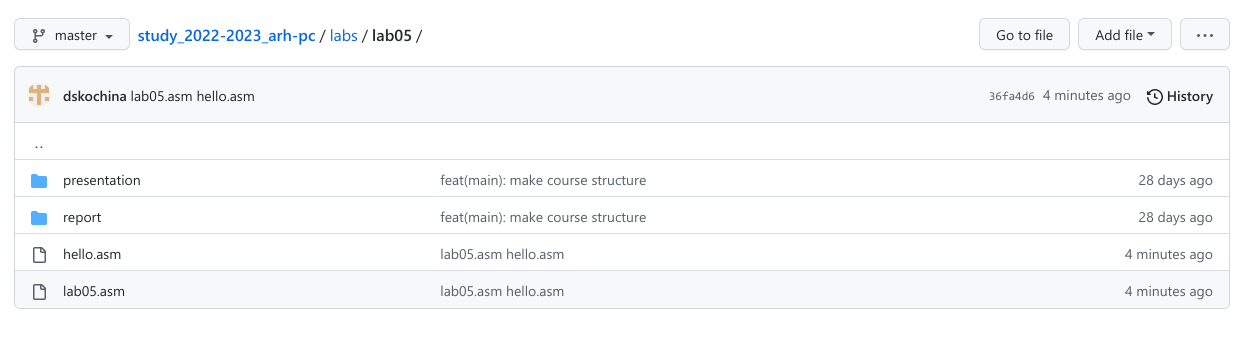 master study_2022-2023_arh-pc / labs / lab05 / Go to file Add file ...
dskochina lab05.asm hello.asm 36fa4d6 4 minutes ago History
..
presentation feat(main): make course structure 28 days ago
report feat(main): make course structure 28 days ago
hello.asm lab05.asm hello.asm 4 minutes ago
lab05.asm lab05.asm hello.asm 4 minutes ago